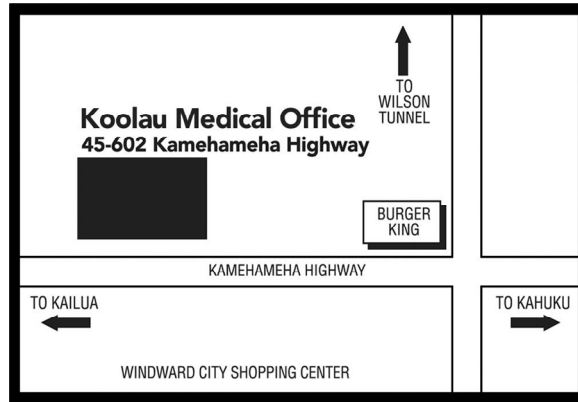 TO
WILSON
TUNNEL
Koolau Medical Office
45-602 Kamehameha Highway
BURGER
KING
KAMEHAMEHA HIGHWAY
TO KAILUA
TO KAHUKU
WINDWARD CITY SHOPPING CENTER